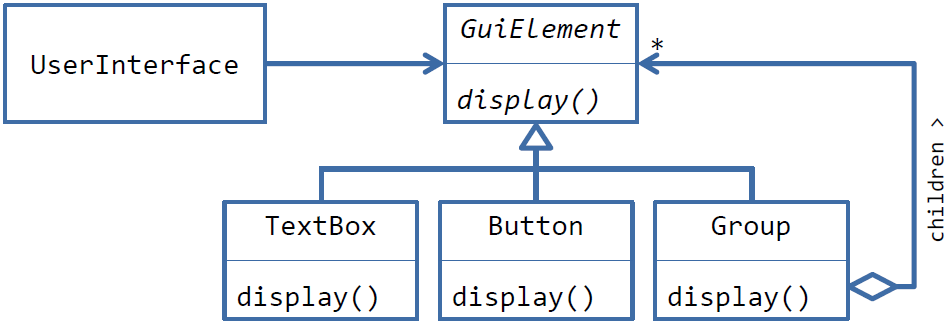 GuiElement
*
UserInterface
display()
children >
TextBox
Button
Group
display()
display()
display()